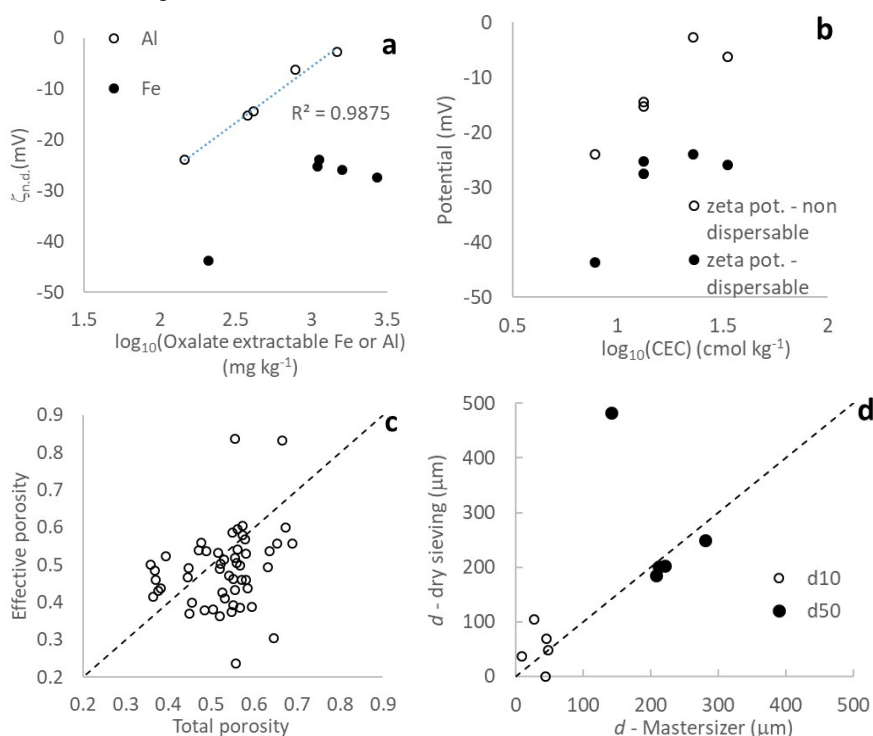 0
-10
-20
-30
-40
-50
ζn.d.(mV)
Al
Fe
a
R² = 0.9875
1.5 2 2.5 3 3.5
log₁₀(Oxalate extractable Fe or Al)
(mg kg⁻¹)
0
-10
-20
-30
-40
-50
Potential (mV)
b
zeta pot. - non
dispersable
zeta pot. -
dispersable
0.5 1 1.5 2
log₁₀(CEC) (cmol kg⁻¹)
0.9
0.8
0.7
0.6
0.5
0.4
0.3
0.2
Effective porosity
c
0.2 0.3 0.4 0.5 0.6 0.7 0.8 0.9
Total porosity
500
400
300
200
100
0
d - dry sieving (μm)
d
d10
d50
0 100 200 300 400 500
d - Mastersizer (μm)